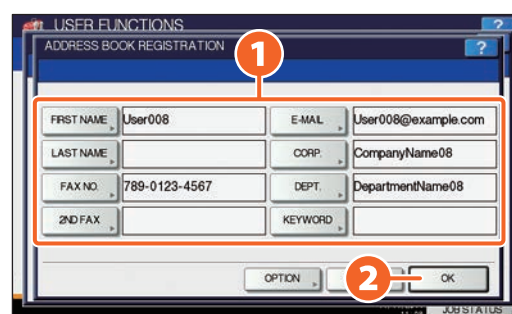 USER FUNCTIONS ?
ADDRESS BOOK REGISTRATION 1 ?
FIRST NAME User008 E-MAIL User008@example.com
LAST NAME CORP. CompanyName08
FAX NO. 789-0123-4567 DEPT. DepartmentName08
2ND FAX KEYWORD
OPTION 2 OK
JOB STATUS